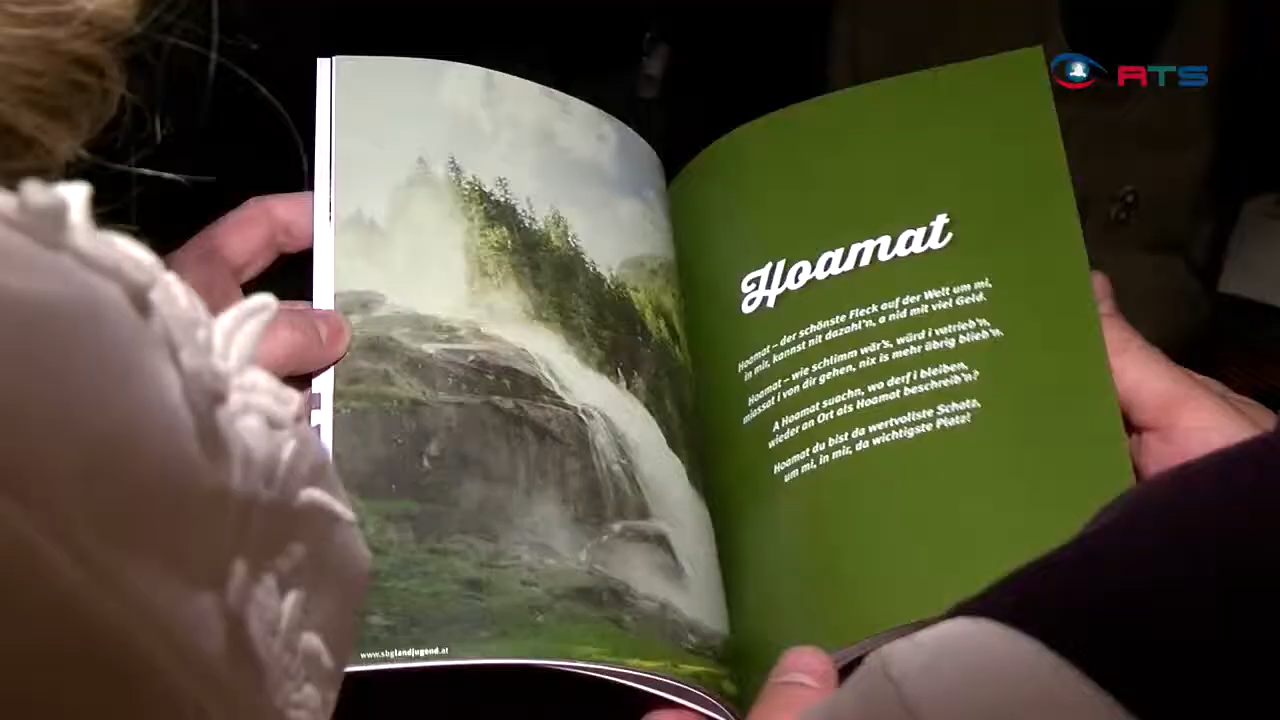 RTS
Hoamat
Hoamat – der schönste Fleck auf der Welt um mi,
in mir, kannst nit dazahl'n, a nid mit viel Geld.
Hoamat – wie schlimm wär's, würd i vatrieb'n,
miassat i von dir gehen, nix is mehr übrig blieb'n.
A Hoamat suachn, wo derf i bleiben,
wieder an Ort als Hoamat beschreib'n?
Hoamat du bist da wertvollste Schatz,
um mi, in mir, da wichtigste Platz!
www.sbglandjugend.at